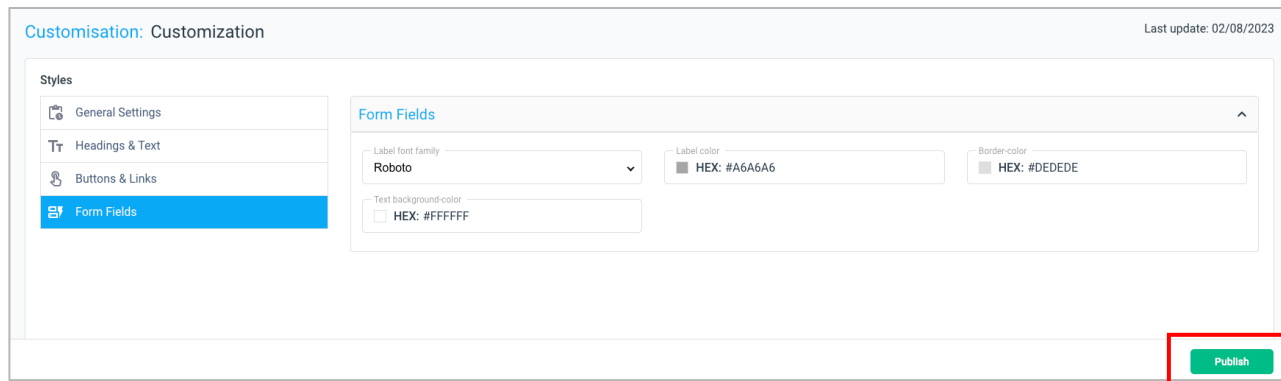 Customisation: Customization
Last update: 02/08/2023
Styles
General Settings
Headings & Text
Buttons & Links
Form Fields
Form Fields
Label font family
Roboto
Label color
HEX: #A6A6A6
Border-color
HEX: #DEDEDE
Text background-color
HEX: #FFFFFF
Publish